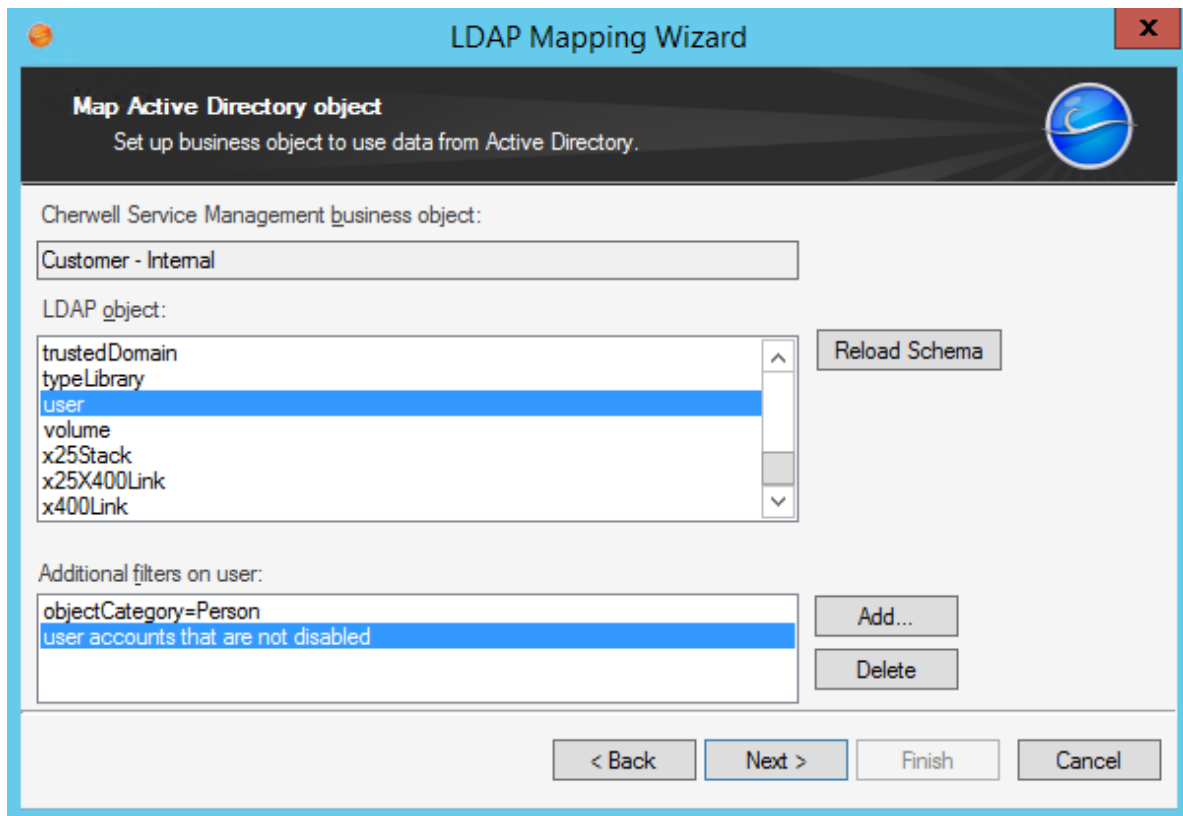 LDAP Mapping Wizard
x
Map Active Directory object
Set up business object to use data from Active Directory.
Cherwell Service Management business object:
Customer - Internal
LDAP object:
trustedDomain
typeLibrary
user
volume
x25Stack
x25X400Link
x400Link
Reload Schema
Additional filters on user:
objectCategory=Person
user accounts that are not disabled
Add...
Delete
< Back
Next >
Finish
Cancel